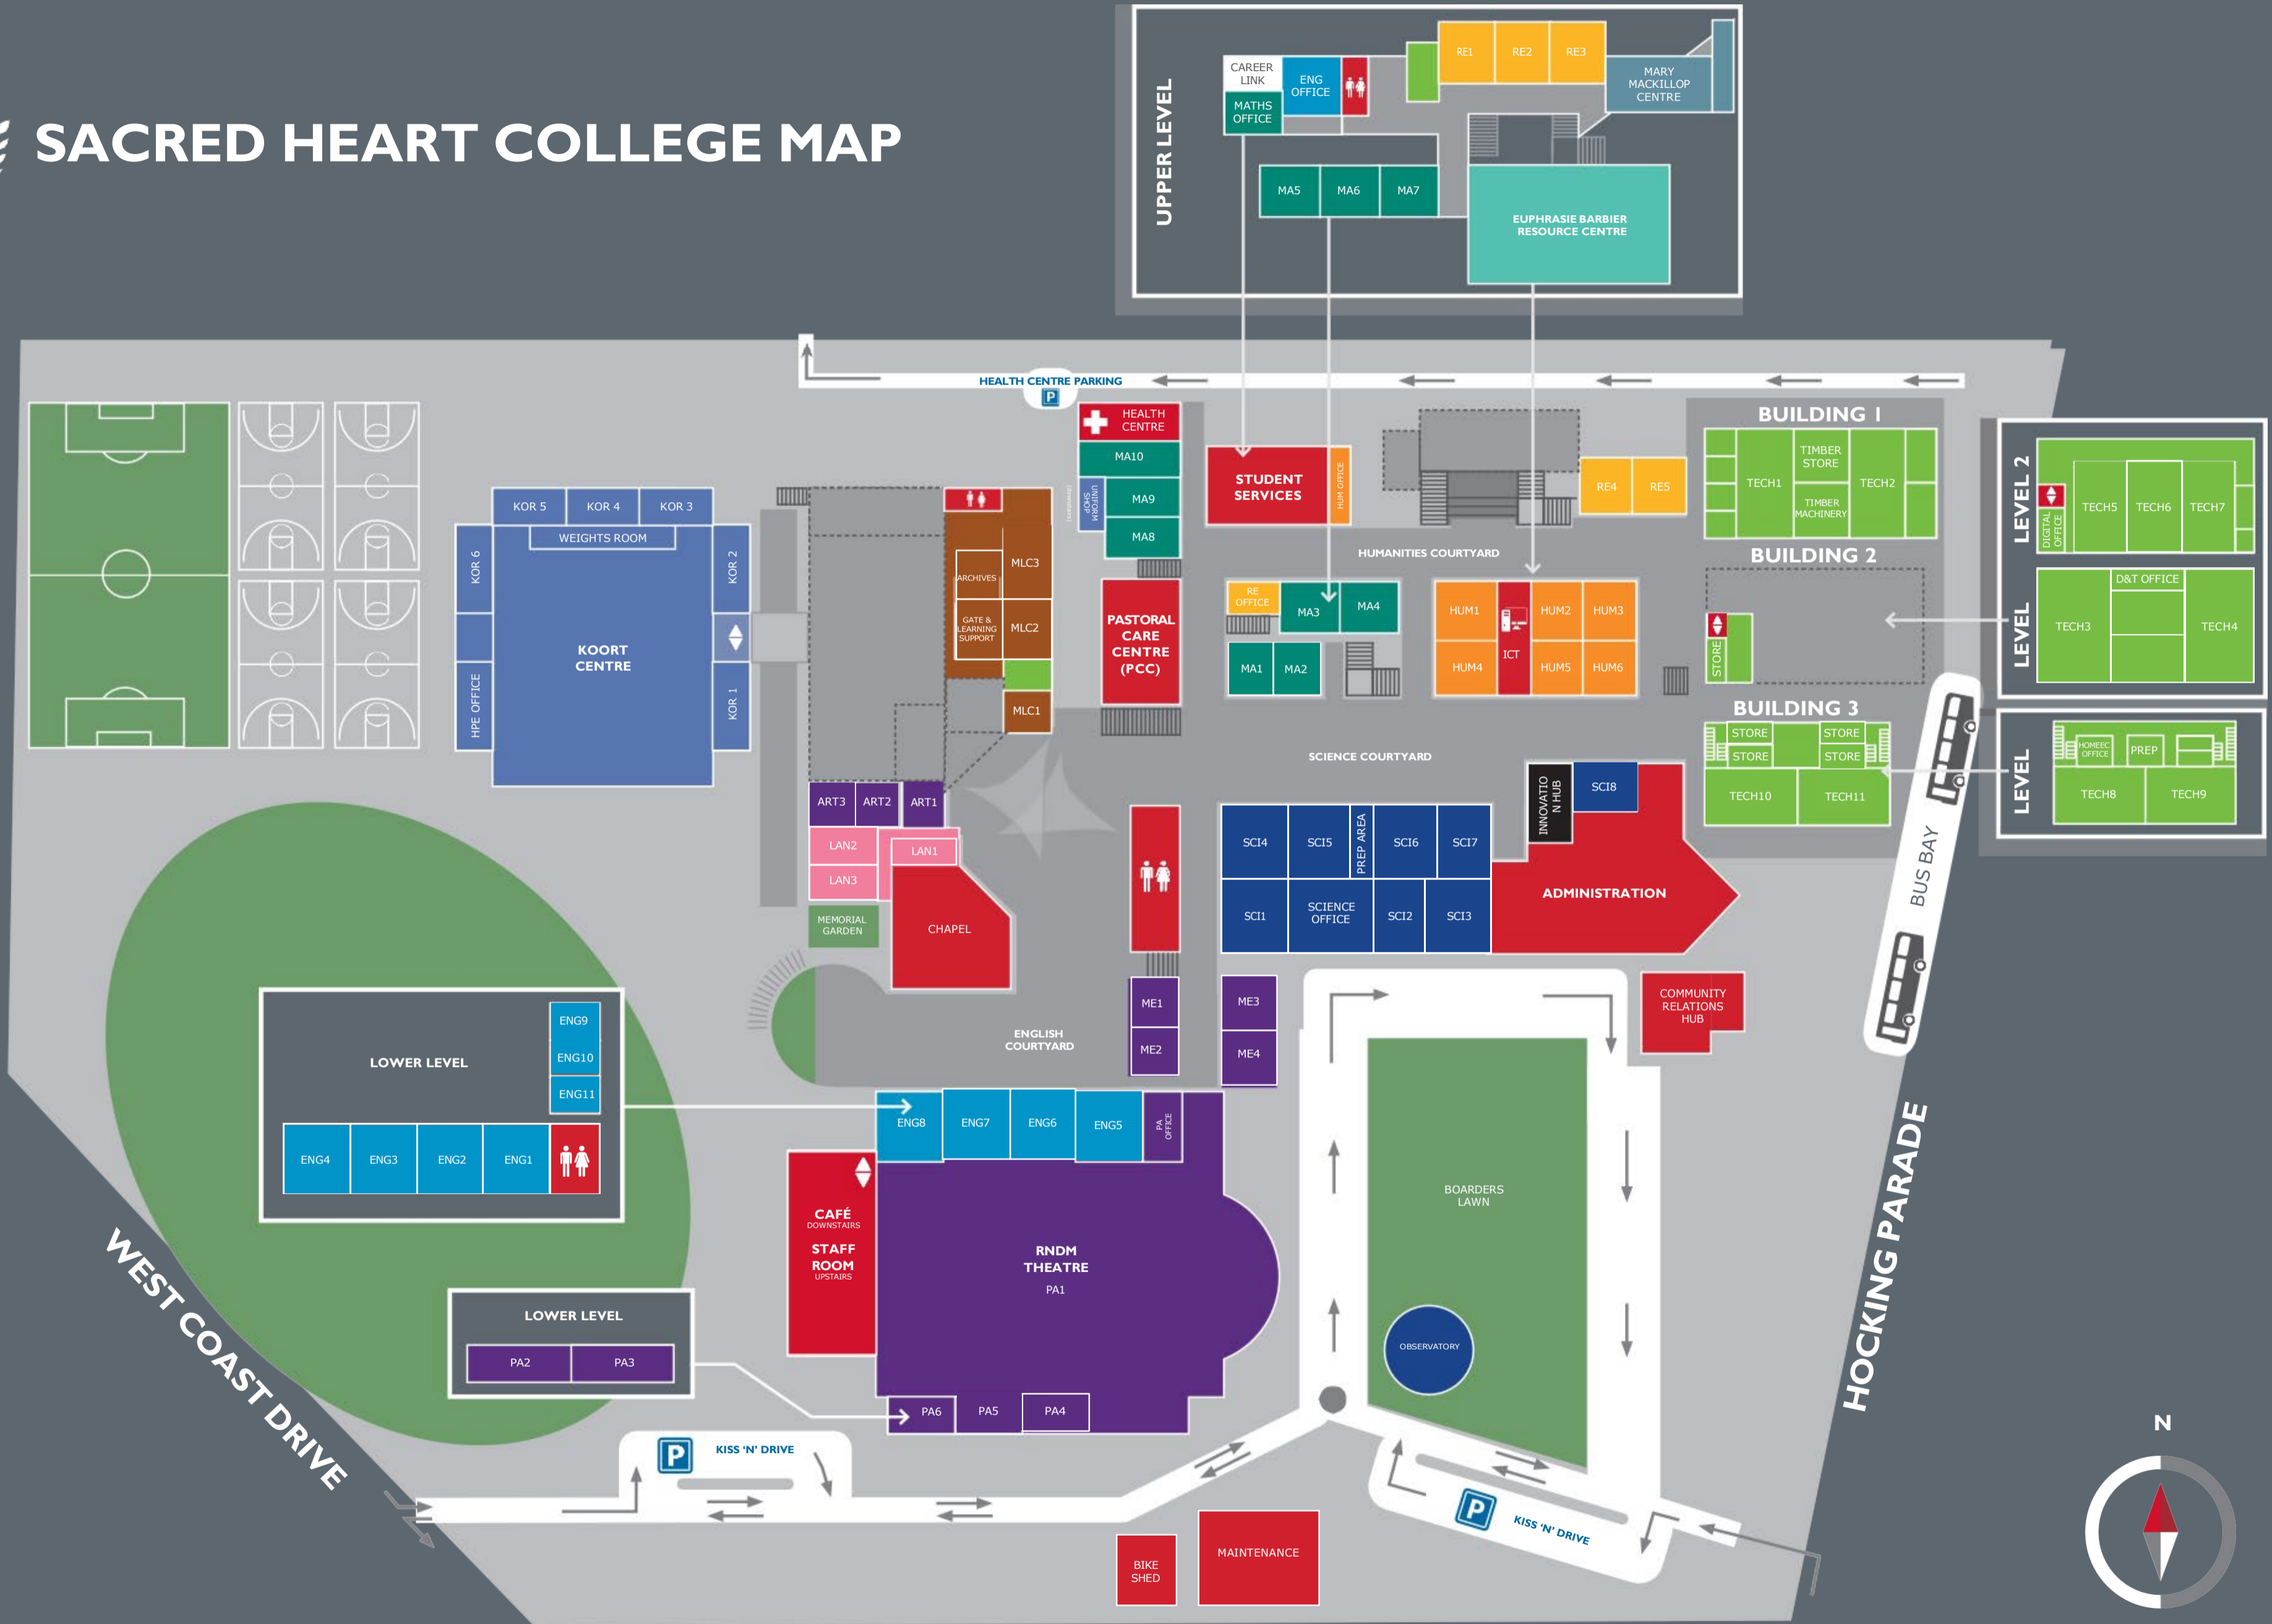 SACRED HEART COLLEGE MAP
UPPER LEVEL
CAREER
LINK
ENG
OFFICE
MATHS
OFFICE
RE1
RE2
RE3
MARY
MACKILLOP
CENTRE
MA5
MA6
MA7
EUPHRASIE BARBIER
RESOURCE CENTRE
HEALTH CENTRE PARKING
P
HEALTH
CENTRE
MA10
UNIFORM
SHOP
(downstairs)
MA9
MA8
STUDENT
SERVICES
HUM OFFICE
RE4
RE5
HUMANITIES COURTYARD
BUILDING 1
TECH1
TIMBER
STORE
TIMBER
MACHINERY
TECH2
BUILDING 2
STORE
BUILDING 3
STORE
STORE
STORE
STORE
TECH10
TECH11
LEVEL 2
DIGITAL
OFFICE
TECH5
TECH6
TECH7
LEVEL
D&T OFFICE
TECH3
TECH4
LEVEL
HOMEEC
OFFICE
PREP
TECH8
TECH9
KOR 5
KOR 4
KOR 3
WEIGHTS ROOM
KOR 6
KOR 2
KOORT
CENTRE
HPE OFFICE
KOR 1
ARCHIVES
MLC3
GATE &
LEARNING
SUPPORT
MLC2
MLC1
PASTORAL
CARE
CENTRE
(PCC)
RE
OFFICE
MA3
MA4
MA1
MA2
HUM1
ICT
HUM2
HUM3
HUM4
HUM5
HUM6
SCIENCE COURTYARD
ART3
ART2
ART1
LAN2
LAN1
LAN3
MEMORIAL
GARDEN
CHAPEL
SCI4
SCI5
PREP AREA
SCI6
SCI7
INNOVATIO
N HUB
SCI8
SCI1
SCIENCE
OFFICE
SCI2
SCI3
ADMINISTRATION
BUS BAY
ME1
ME2
ME3
ME4
COMMUNITY
RELATIONS
HUB
ENGLISH
COURTYARD
LOWER LEVEL
ENG9
ENG10
ENG11
ENG4
ENG3
ENG2
ENG1
ENG8
ENG7
ENG6
ENG5
PA
OFFICE
CAFÉ
DOWNSTAIRS
STAFF
ROOM
UPSTAIRS
RNDM
THEATRE
PA1
BOARDERS
LAWN
OBSERVATORY
LOWER LEVEL
PA2
PA3
PA6
PA5
PA4
WEST COAST DRIVE
HOCKING PARADE
P
KISS ‘N’ DRIVE
P
KISS ‘N’ DRIVE
BIKE
SHED
MAINTENANCE
N